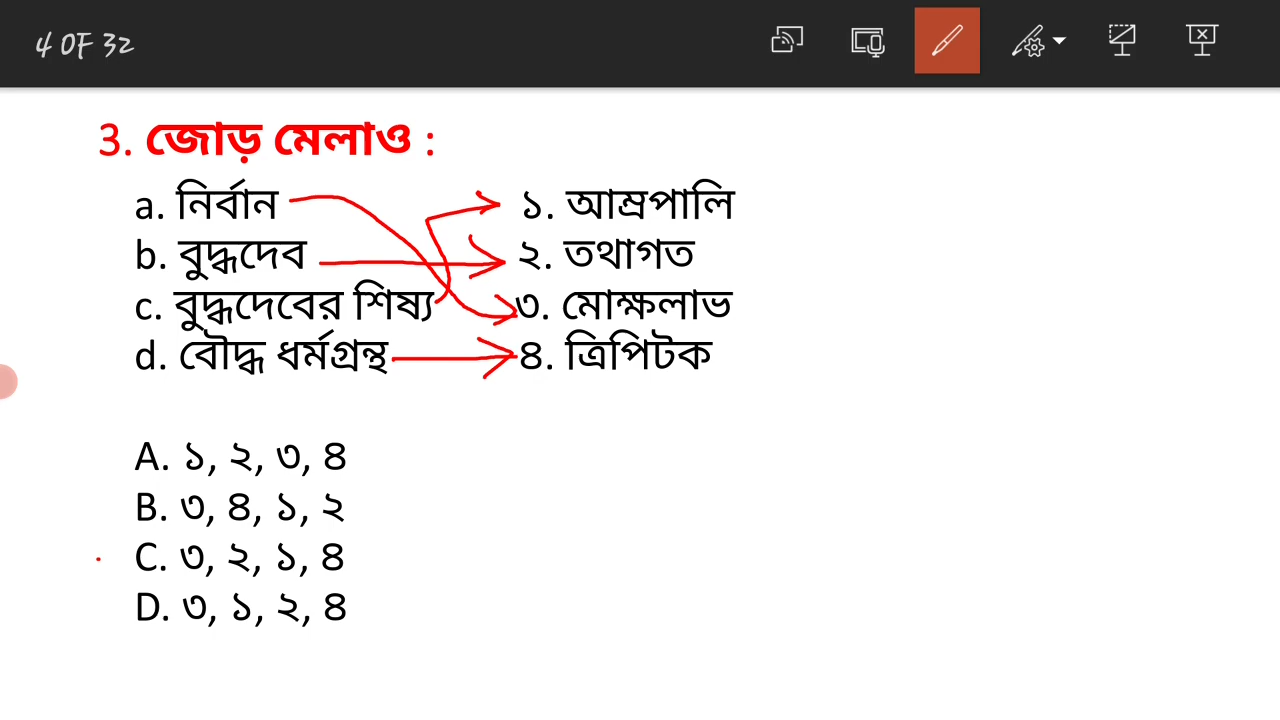 4 OF 32
3. জোড় মেলাও :
a. নির্বান ১. আম্রপালি
b. বুদ্ধদেব ২. তথাগত
c. বুদ্ধদেবের শিষ্য ৩. মোক্ষলাভ
d. বৌদ্ধ ধর্মগ্রন্থ ৪. ত্রিপিটক
A. ১, ২, ৩, ৪
B. ৩, ৪, ১, ২
C. ৩, ২, ১, ৪
D. ৩, ১, ২, ৪